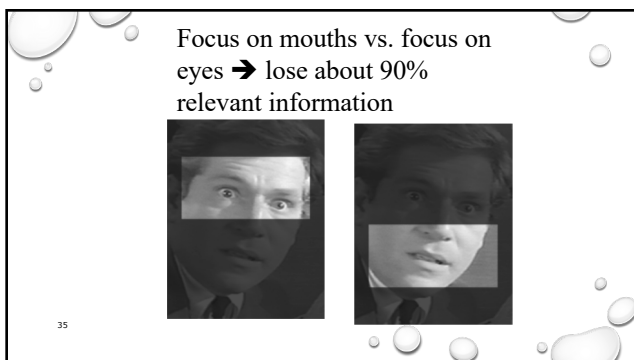 Focus on mouths vs. focus on
eyes ➔ lose about 90%
relevant information
35